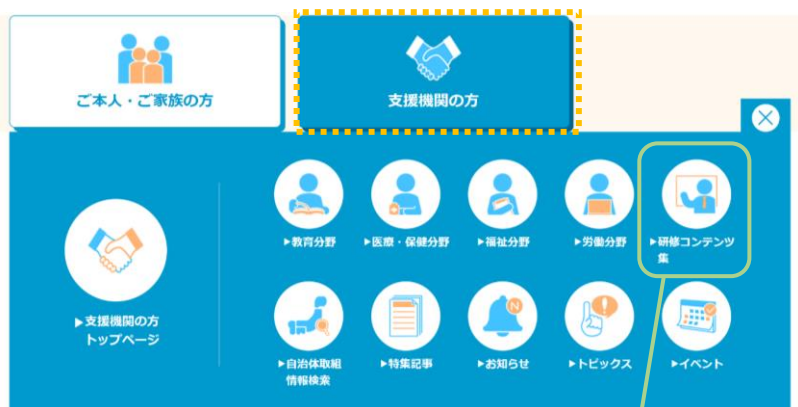 ご本人・ご家族の方
支援機関の方
▶支援機関の方
トップページ
▶教育分野
▶医療・保健分野
▶福祉分野
▶労働分野
▶研修コンテンツ
集
▶自治体取組
情報検索
▶特集記事
▶お知らせ
▶トピックス
▶イベント
N